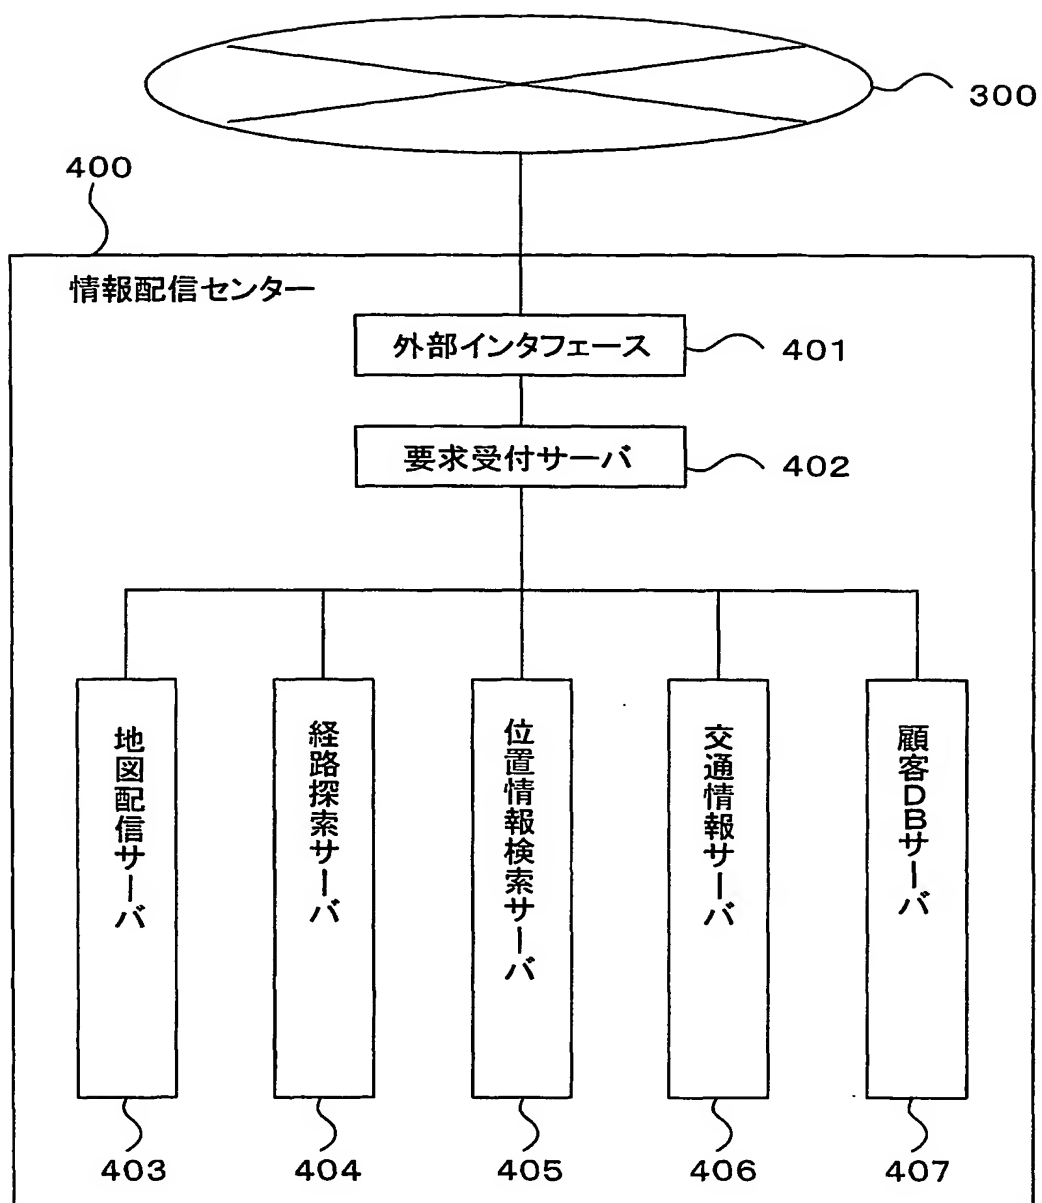 300
400
情報配信センター
外部インタフェース
401
要求受付サーバ
402
地図配信サーバ
経路探索サーバ
位置情報検索サーバ
交通情報サーバ
顧客DBサーバ
403
404
405
406
407